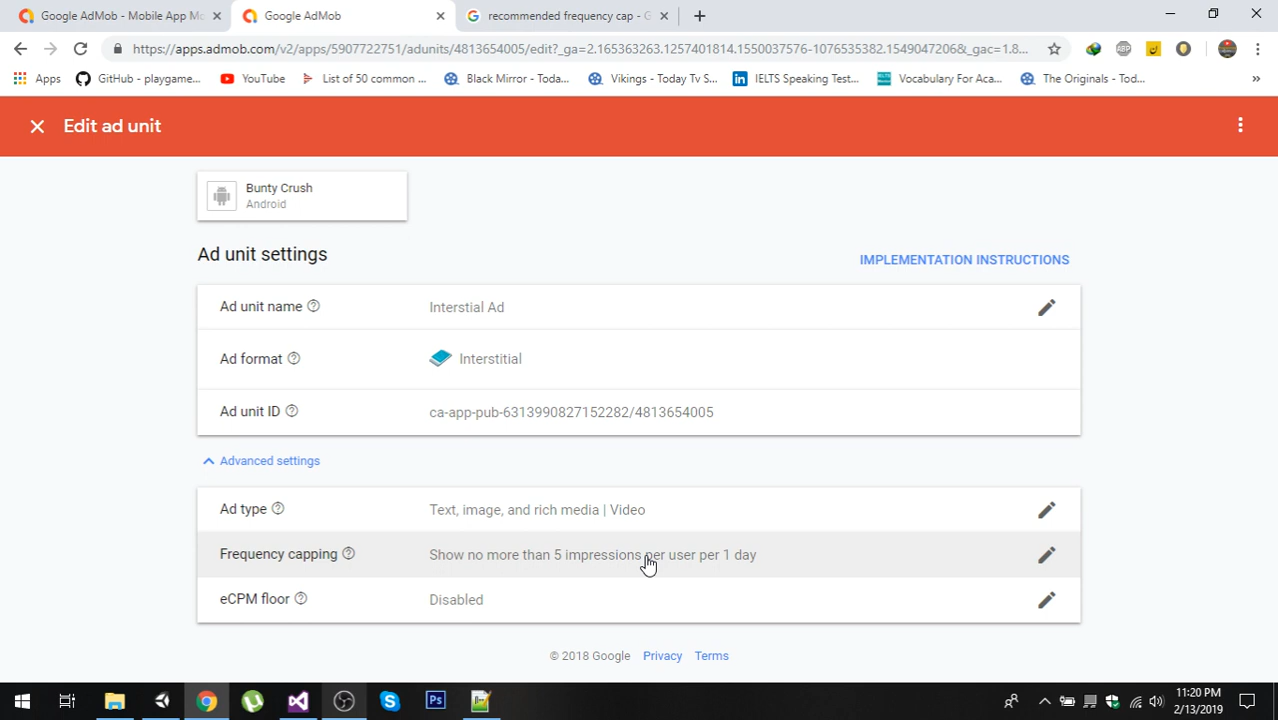 Google AdMob - Mobile App Mo
Google AdMob
recommended frequency cap - G
https://apps.admob.com/v2/apps/5907722751/adunits/4813654005/edit?_ga=2.165363263.1257401814.1550037576-1076535382.1549047206&_gac=1.8...
Apps
GitHub - playgame...
YouTube
List of 50 common ...
Black Mirror - Toda...
Vikings - Today Tv S...
IELTS Speaking Test...
Vocabulary For Aca...
The Originals - Tod...
»
Edit ad unit
Bunty Crush
Android
Ad unit settings
IMPLEMENTATION INSTRUCTIONS
Ad unit name
Interstial Ad
Ad format
Interstitial
Ad unit ID
ca-app-pub-6313990827152282/4813654005
Advanced settings
Ad type
Text, image, and rich media | Video
Frequency capping
Show no more than 5 impressions per user per 1 day
eCPM floor
Disabled
© 2018 Google Privacy Terms
11:20 PM
2/13/2019